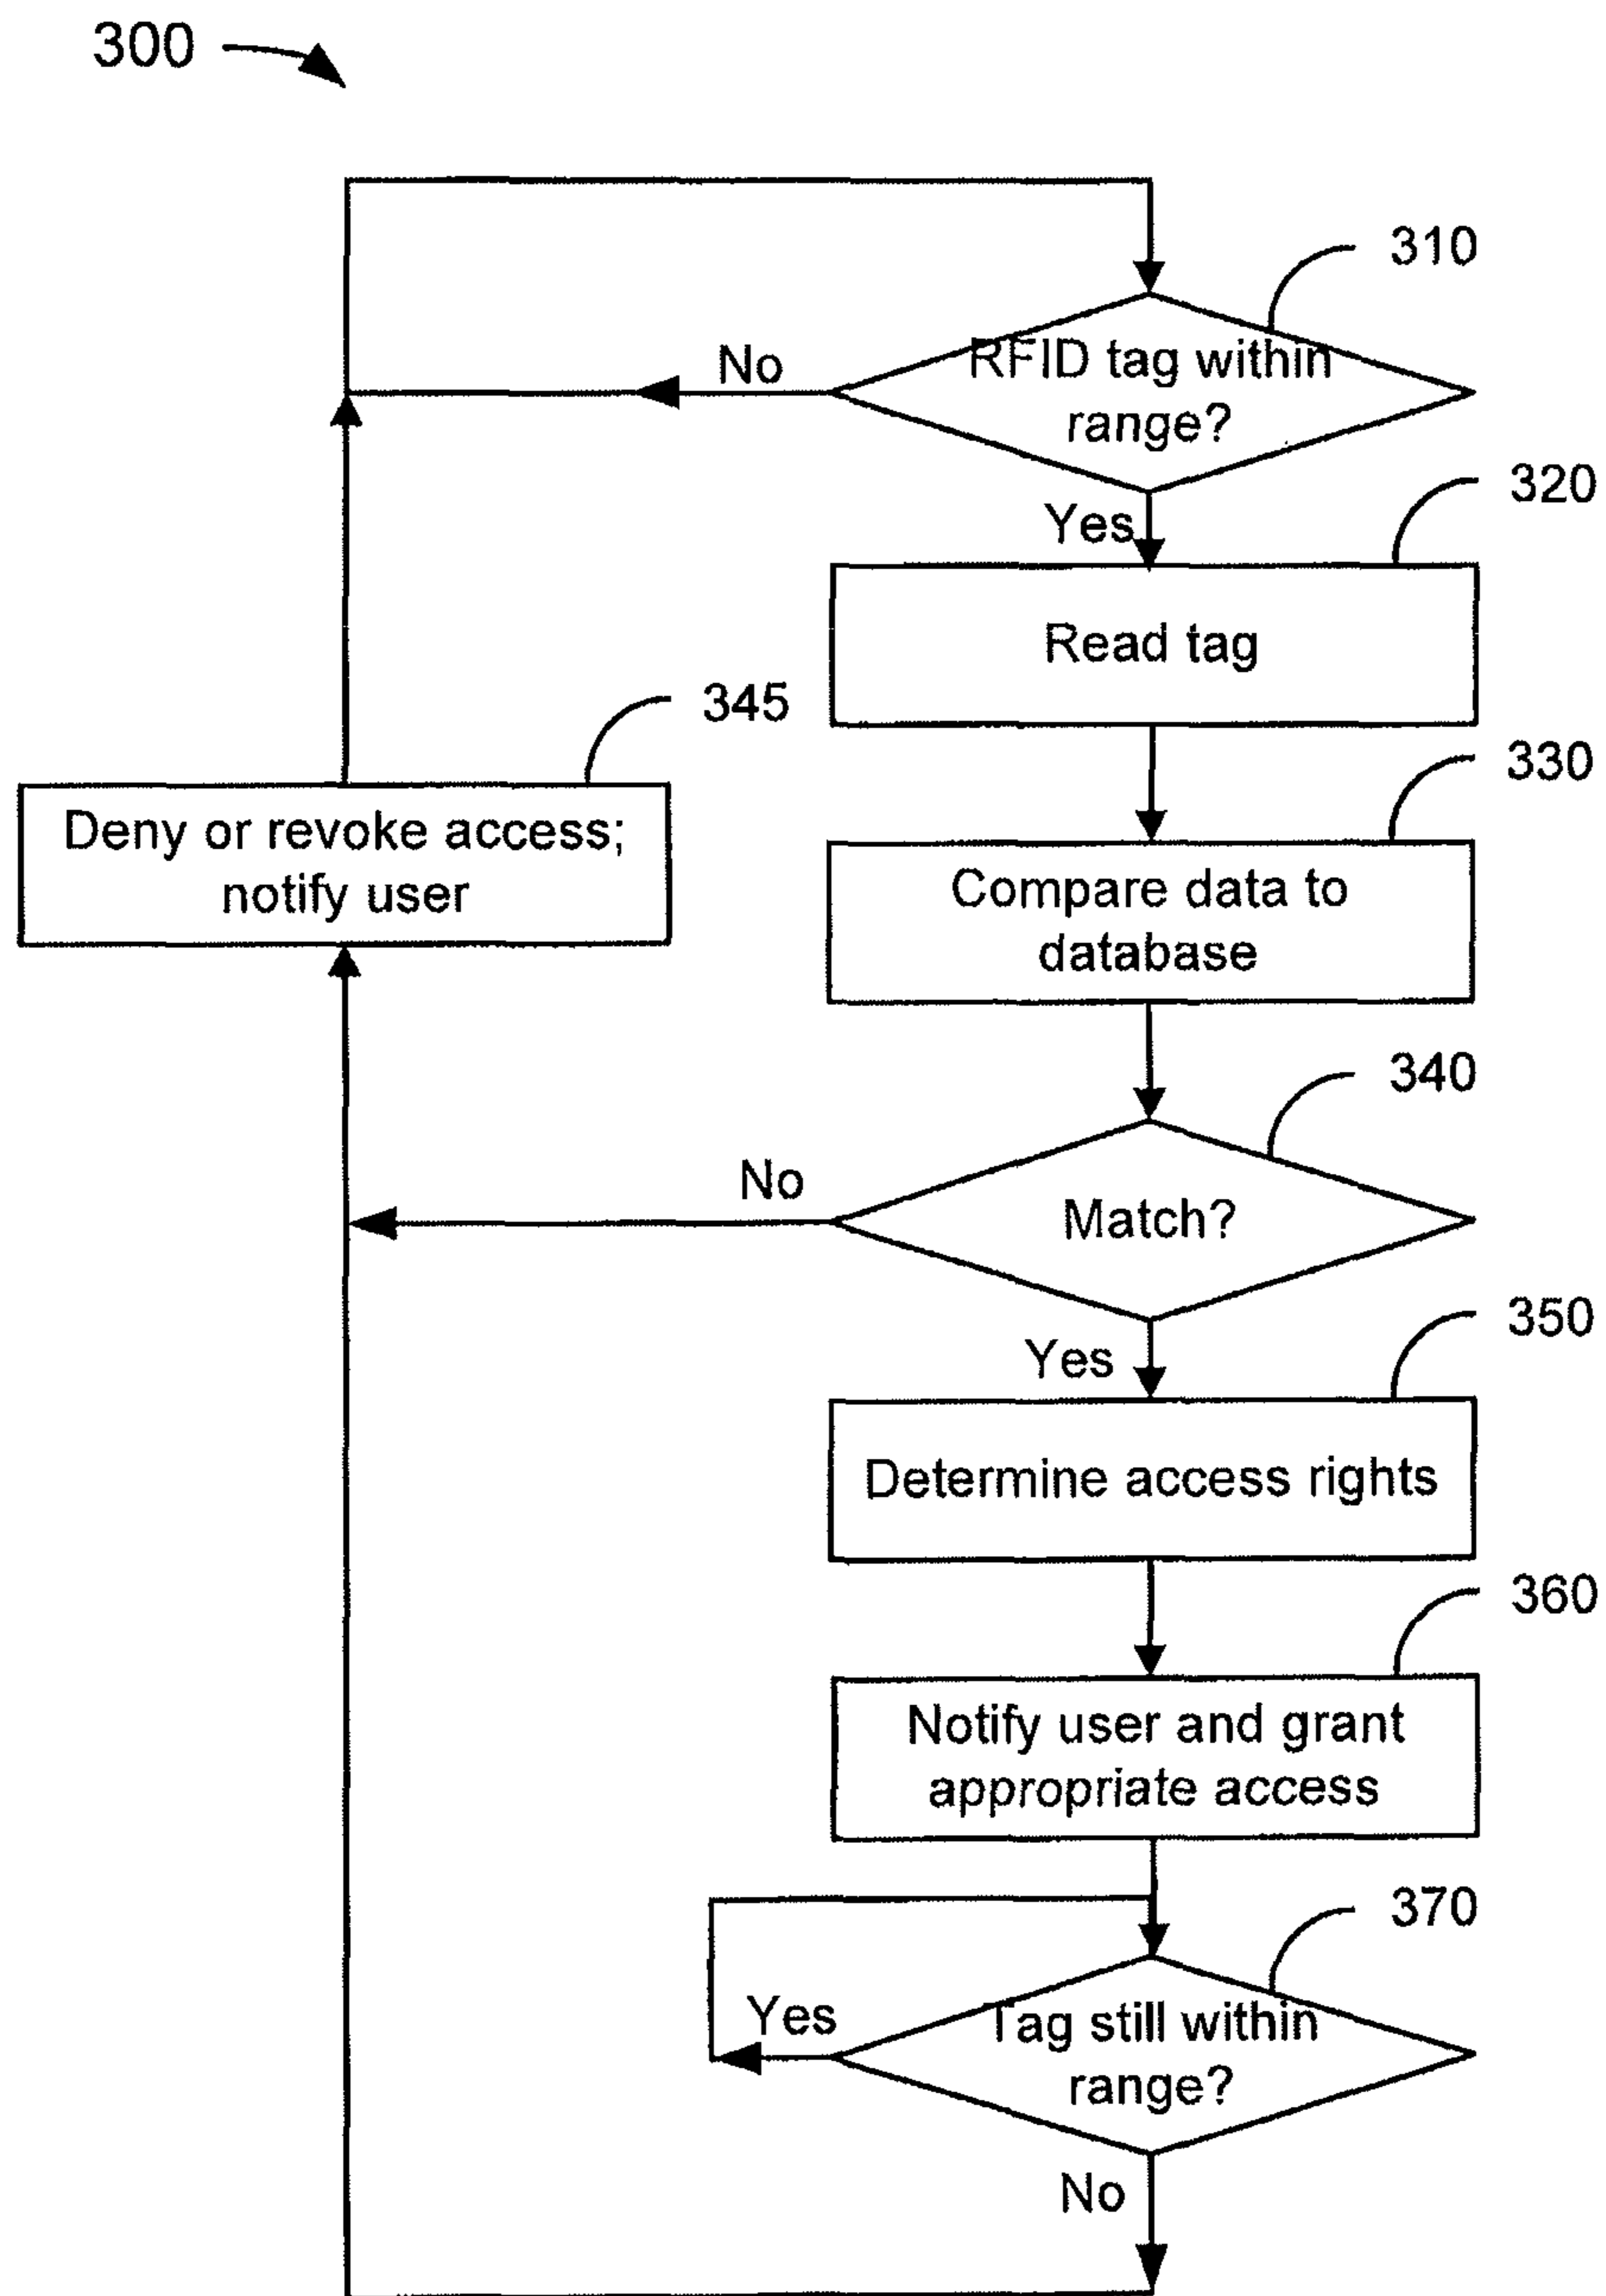 300
310
RFID tag within
range?
No
Yes
320
Read tag
345
Deny or revoke access;
notify user
330
Compare data to
database
340
Match?
No
Yes
350
Determine access rights
360
Notify user and grant
appropriate access
370
Tag still within
range?
Yes
No